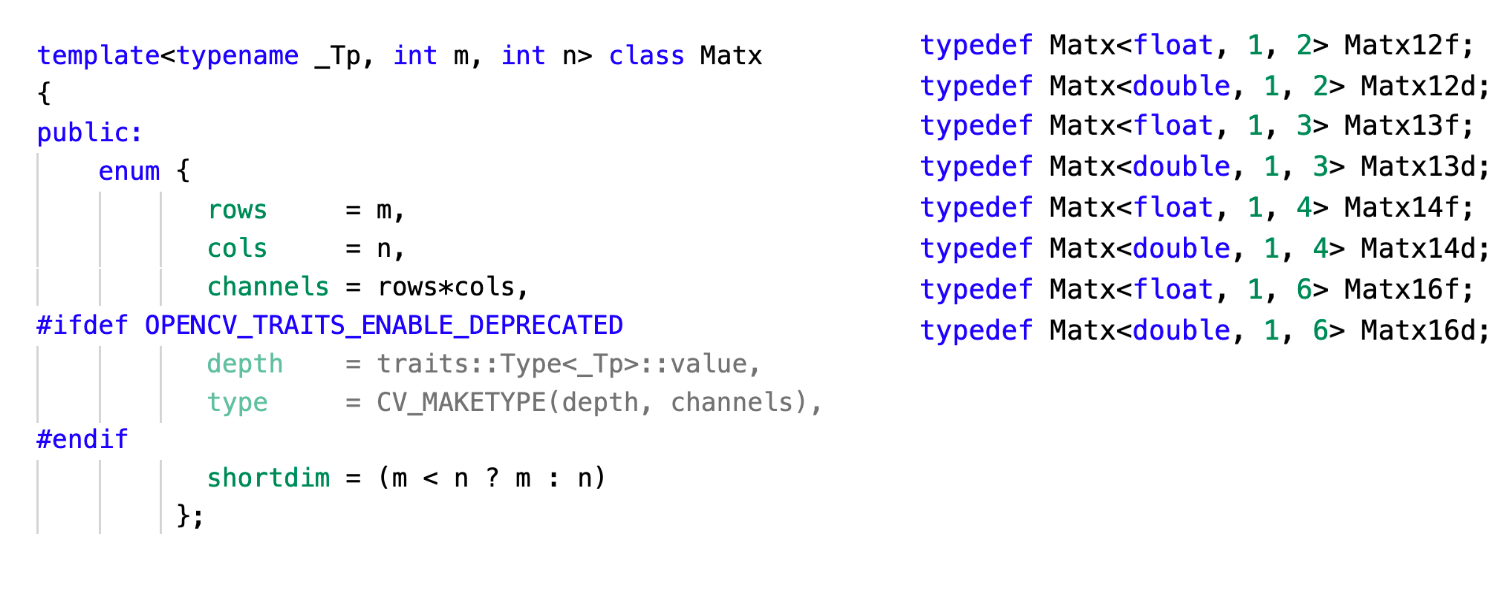 template<typename _Tp, int m, int n> class Matx
{
public:
    enum {
           rows     = m,
           cols     = n,
           channels = rows*cols,
#ifdef OPENCV_TRAITS_ENABLE_DEPRECATED
           depth    = traits::Type<_Tp>::value,
           type     = CV_MAKETYPE(depth, channels),
#endif
           shortdim = (m < n ? m : n)
         };
typedef Matx<float, 1, 2> Matx12f;
typedef Matx<double, 1, 2> Matx12d;
typedef Matx<float, 1, 3> Matx13f;
typedef Matx<double, 1, 3> Matx13d;
typedef Matx<float, 1, 4> Matx14f;
typedef Matx<double, 1, 4> Matx14d;
typedef Matx<float, 1, 6> Matx16f;
typedef Matx<double, 1, 6> Matx16d;